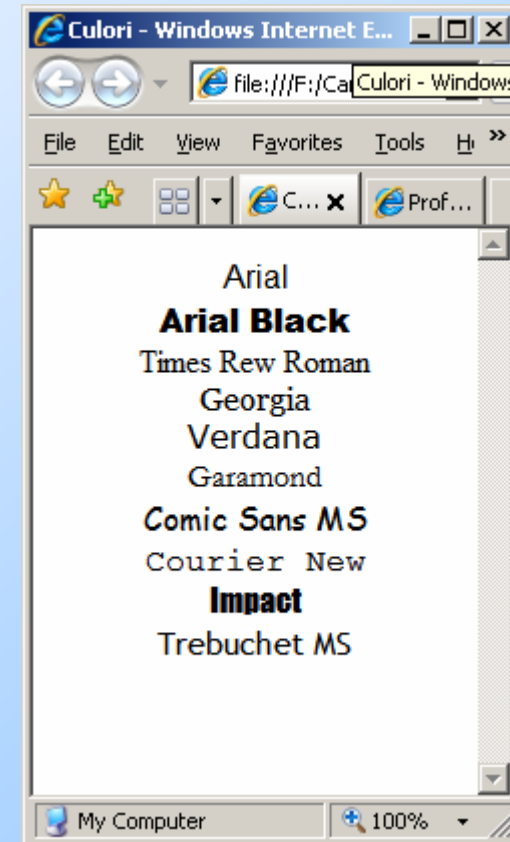 Culori - Windows Internet E...
file:///F:/Ca Culori - Windows
File Edit View Favorites Tools H »
C... Prof...
Arial
Arial Black
Times Rew Roman
Georgia
Verdana
Garamond
Comic Sans MS
Courier New
Impact
Trebuchet MS
My Computer 100%